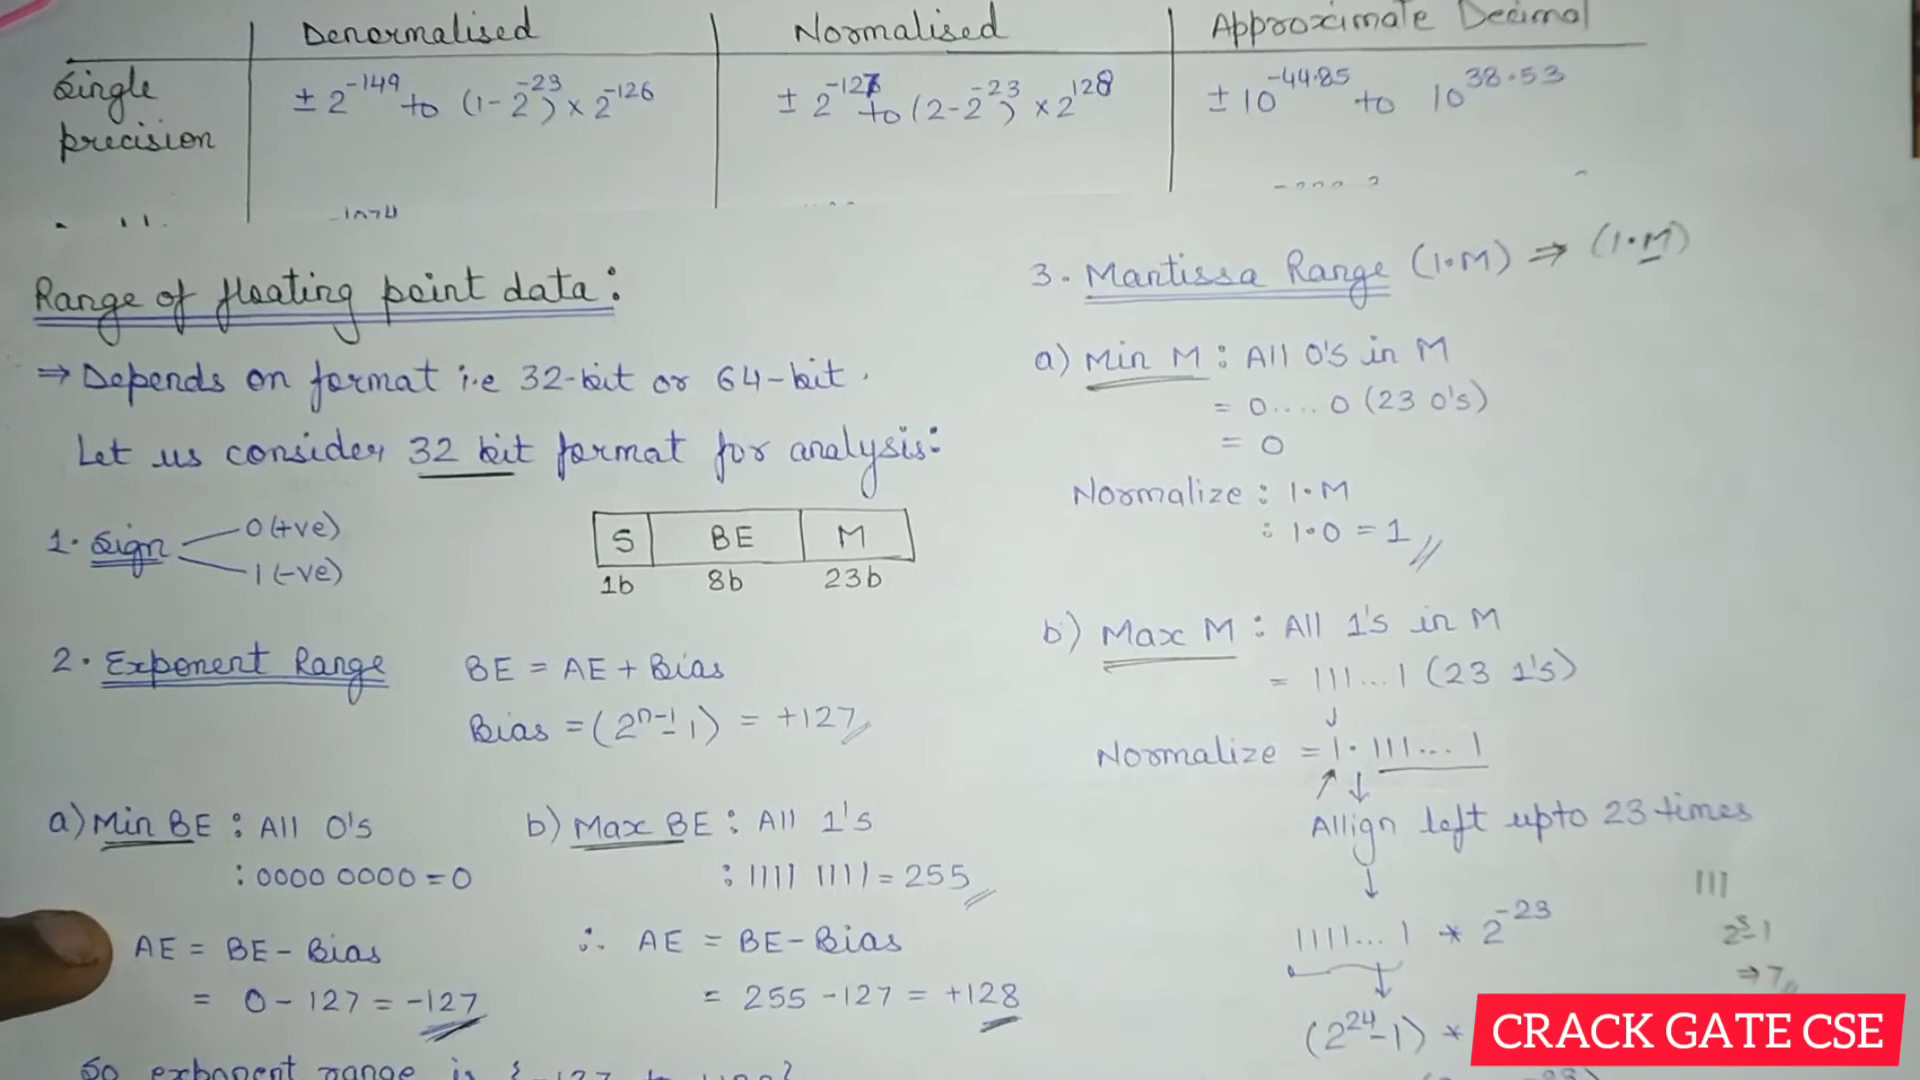 Denormalised Normalised Approximate Decimal
Single precision ± 2^-149 to (1-2^-23) × 2^-126 ± 2^-127 to (2-2^-23) × 2^128 ± 10^-44.85 to 10^38.53
Range of floating point data :
⇒ Depends on format i.e 32-bit or 64-bit.
Let us consider 32 bit format for analysis:
1. Sign 0 (+ve)
1 (-ve)
S BE M
1b 8b 23b
2. Exponent Range BE = AE + Bias
Bias = (2^n-1 - 1) = +127
a) Min BE : All 0's
: 0000 0000 = 0
AE = BE - Bias
= 0 - 127 = -127
b) Max BE : All 1's
: 1111 1111 = 255
∴ AE = BE - Bias
= 255 - 127 = +128
So exponent range is
3. Mantissa Range (1.M) ⇒ (1.M)
a) Min M : All 0's in M
= 0....0 (23 0's)
= 0
Normalize : 1.M
: 1.0 = 1
b) Max M : All 1's in M
= 111...1 (23 1's)
↓
Normalize = 1.111...1
↓
Allign left upto 23 times
↓
1111...1 * 2^-23
(2^24 - 1) *
111
2^3-1
⇒ 7
CRACK GATE CSE